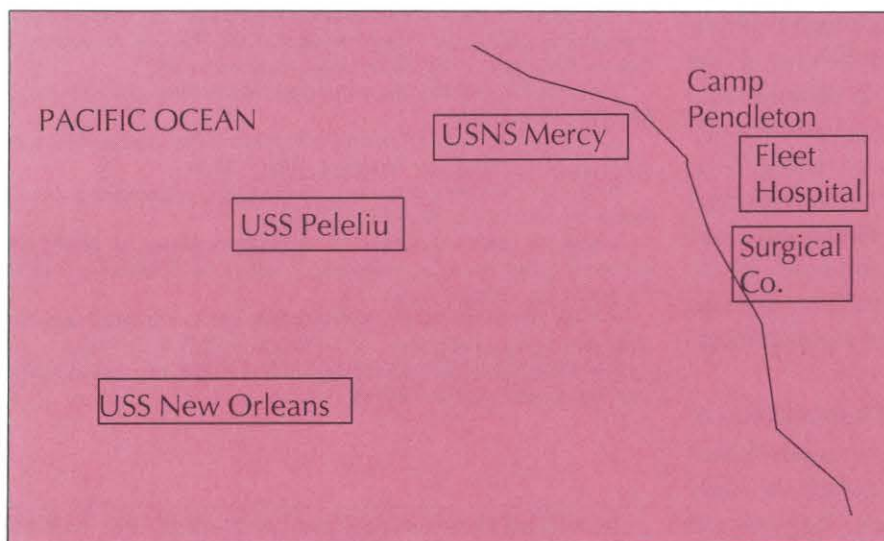 PACIFIC OCEAN
USNS Mercy
Camp
Pendleton
Fleet
Hospital
USS Peleliu
Surgical
Co.
USS New Orleans